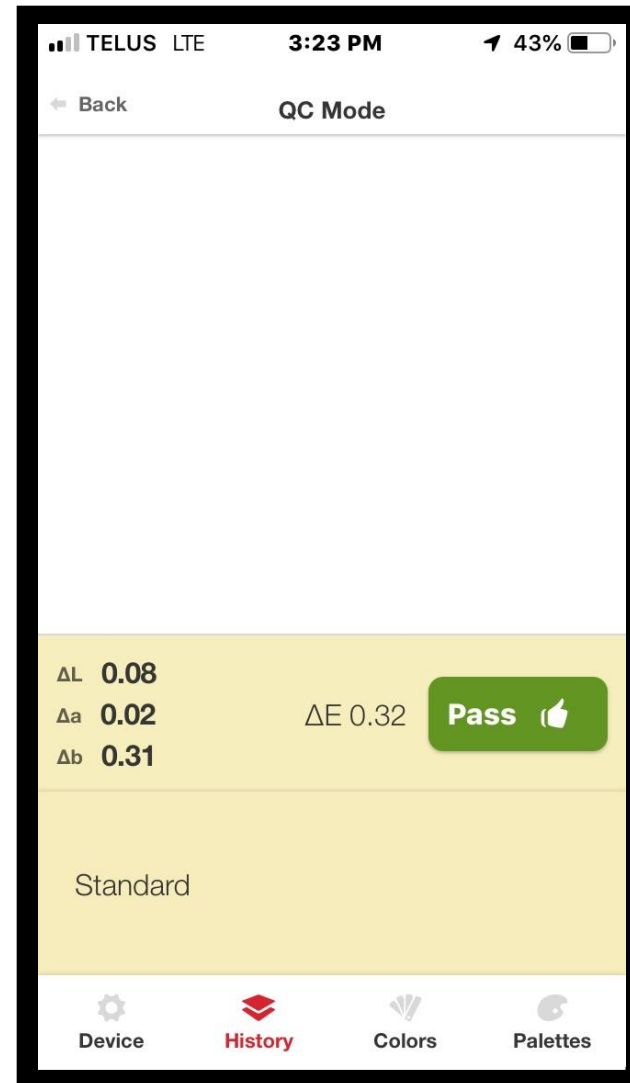 TELUS LTE 3:23 PM 43%
Back QC Mode
ΔL 0.08
Δa 0.02
Δb 0.31
ΔE 0.32 Pass
Standard
Device History Colors Palettes